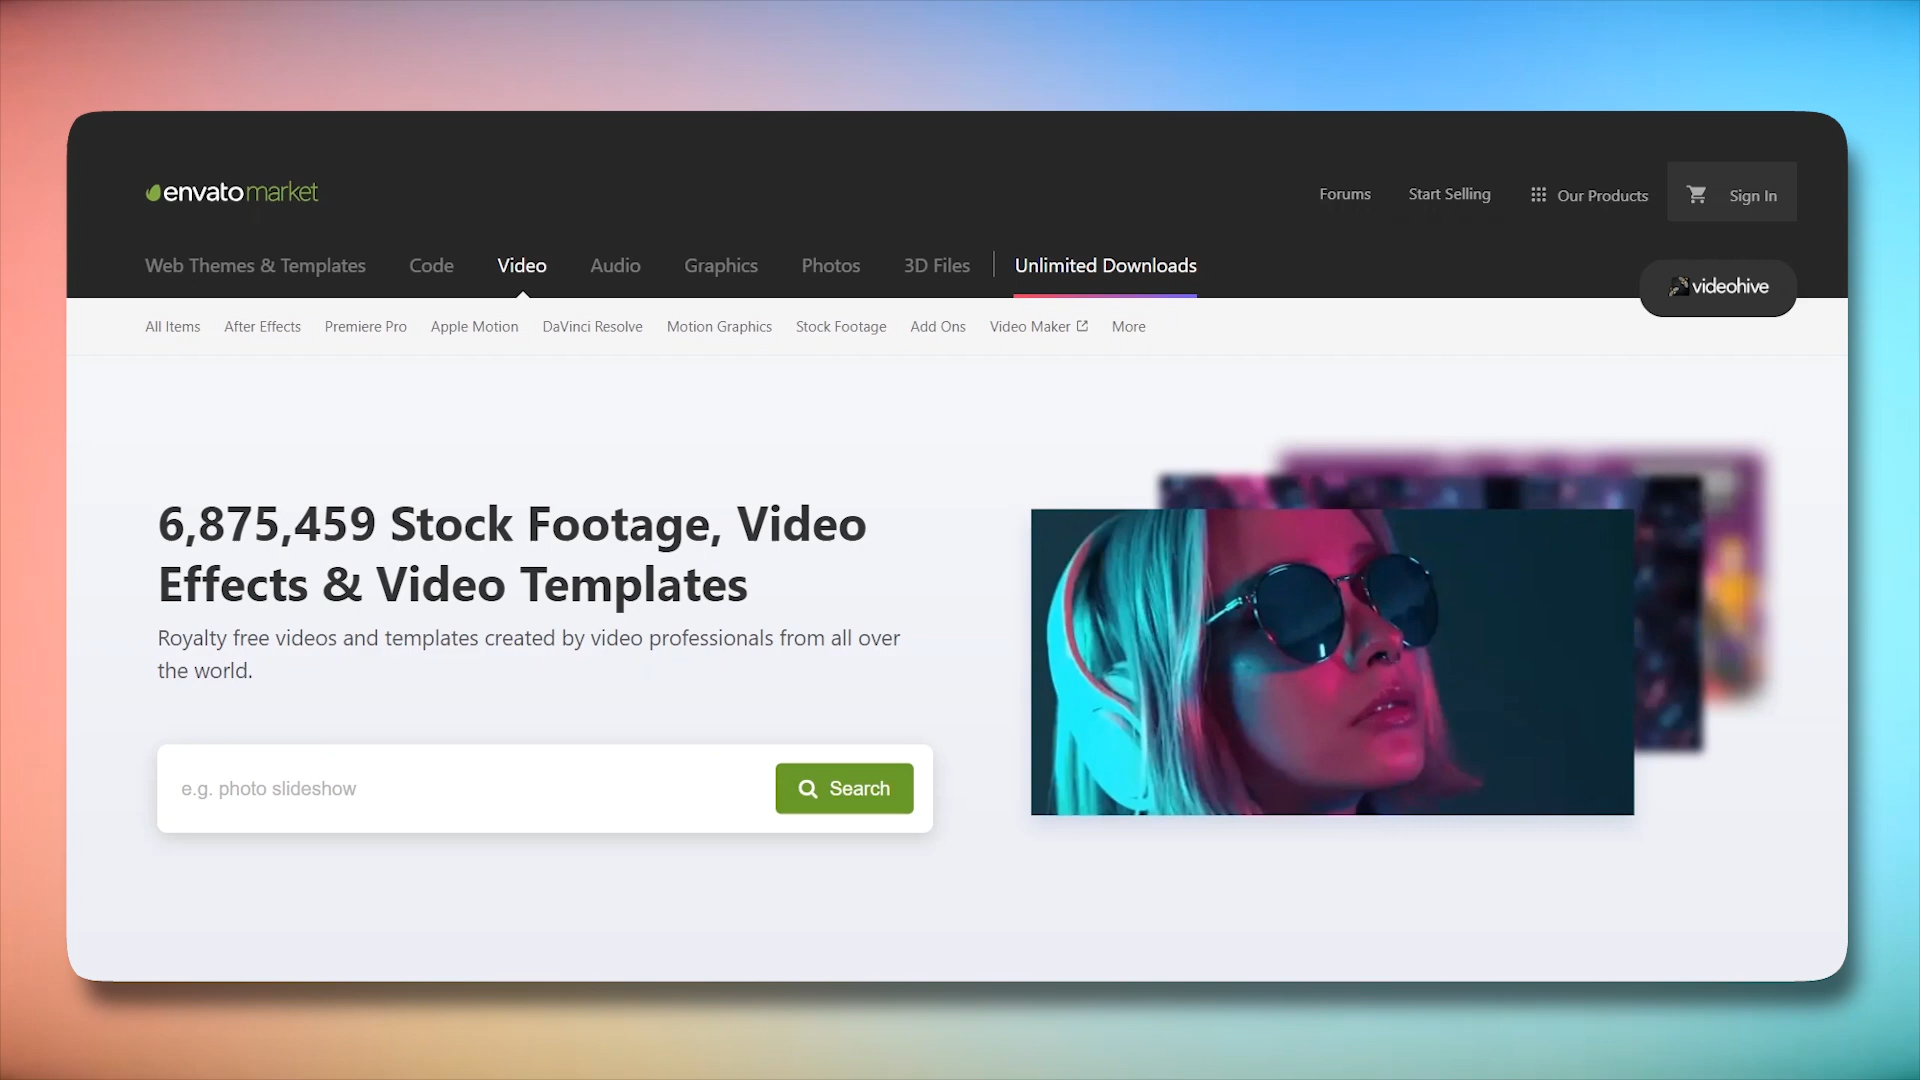 envato market
Forums Start Selling Our Products Sign In
Web Themes & Templates Code Video Audio Graphics Photos 3D Files Unlimited Downloads
videohive
All Items After Effects Premiere Pro Apple Motion DaVinci Resolve Motion Graphics Stock Footage Add Ons Video Maker More
6,875,459 Stock Footage, Video
Effects & Video Templates
Royalty free videos and templates created by video professionals from all over
the world.
e.g. photo slideshow Search